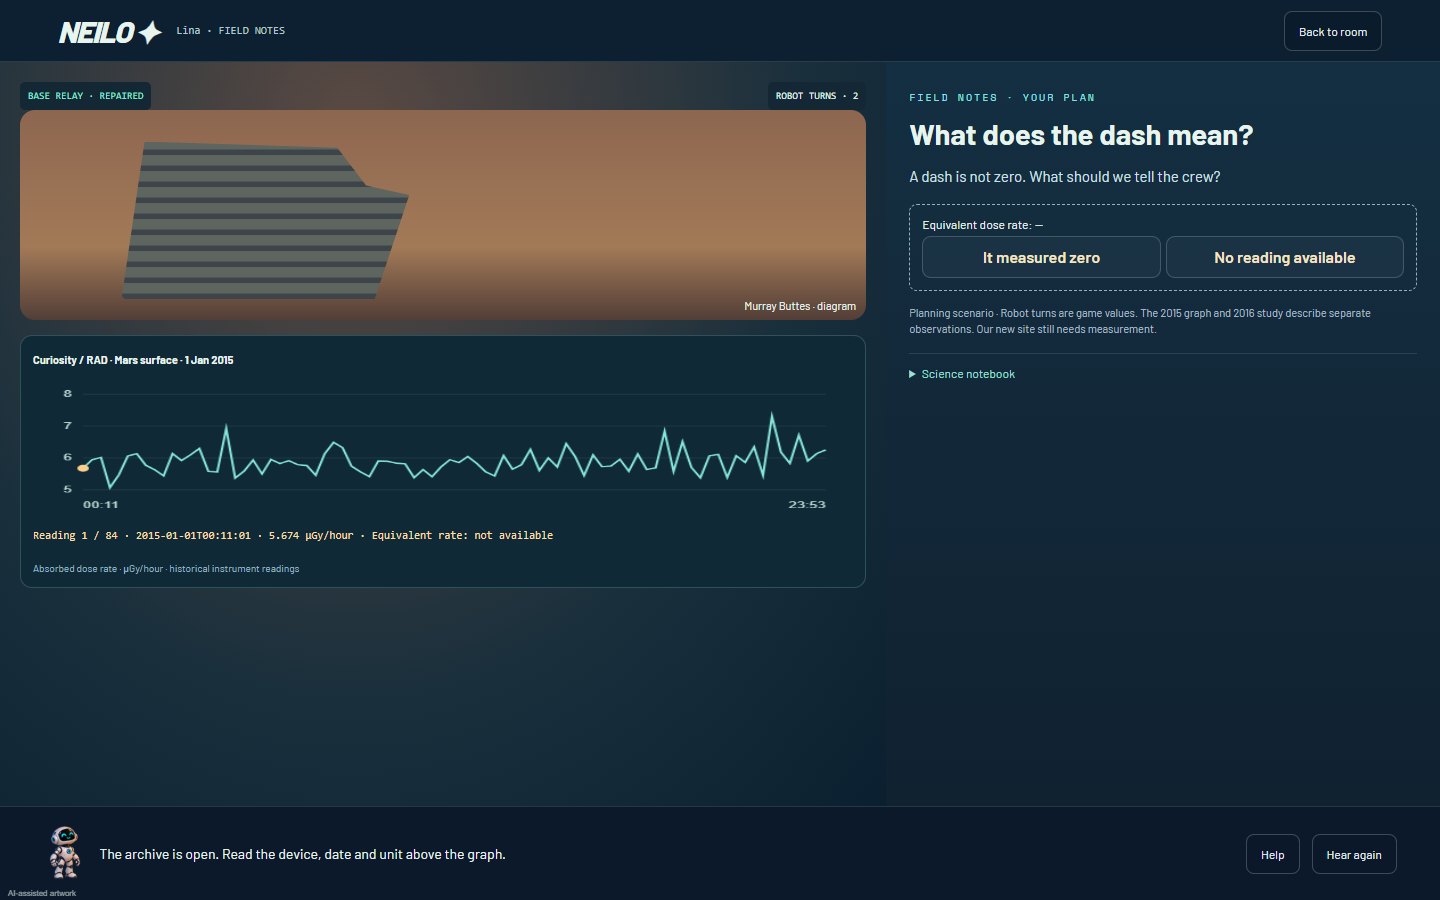 NEILO
Lina · FIELD NOTES
Back to room
BASE RELAY · REPAIRED
ROBOT TURNS · 2
Murray Buttes · diagram
Curiosity / RAD · Mars surface · 1 Jan 2015
8
7
6
5
00:11
23:53
Reading 1 / 84 · 2015-01-01T00:11:01 · 5.674 µGy/hour · Equivalent rate: not available
Absorbed dose rate · µGy/hour · historical instrument readings
FIELD NOTES · YOUR PLAN
What does the dash mean?
A dash is not zero. What should we tell the crew?
Equivalent dose rate: —
It measured zero
No reading available
Planning scenario · Robot turns are game values. The 2015 graph and 2016 study describe separate
observations. Our new site still needs measurement.
Science notebook
The archive is open. Read the device, date and unit above the graph.
Help
Hear again
AI-assisted artwork